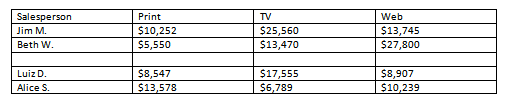 Salesperson Print TV Web
Jim M. $10,252 $25,560 $13,745
Beth W. $5,550 $13,470 $27,800
Luiz D. $8,547 $17,555 $8,907
Alice S. $13,578 $6,789 $10,239